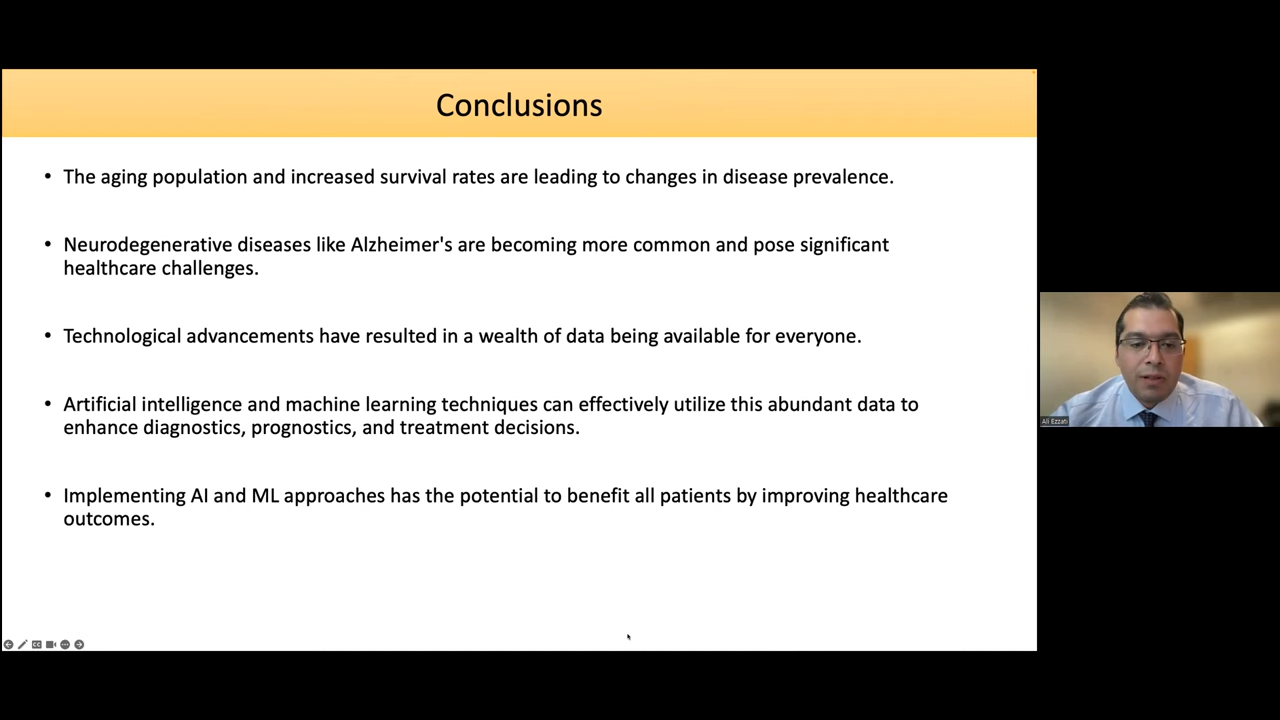 Conclusions
• The aging population and increased survival rates are leading to changes in disease prevalence.
• Neurodegenerative diseases like Alzheimer's are becoming more common and pose significant
healthcare challenges.
• Technological advancements have resulted in a wealth of data being available for everyone.
• Artificial intelligence and machine learning techniques can effectively utilize this abundant data to
enhance diagnostics, prognostics, and treatment decisions.
• Implementing AI and ML approaches has the potential to benefit all patients by improving healthcare
outcomes.
Ali Ezzati